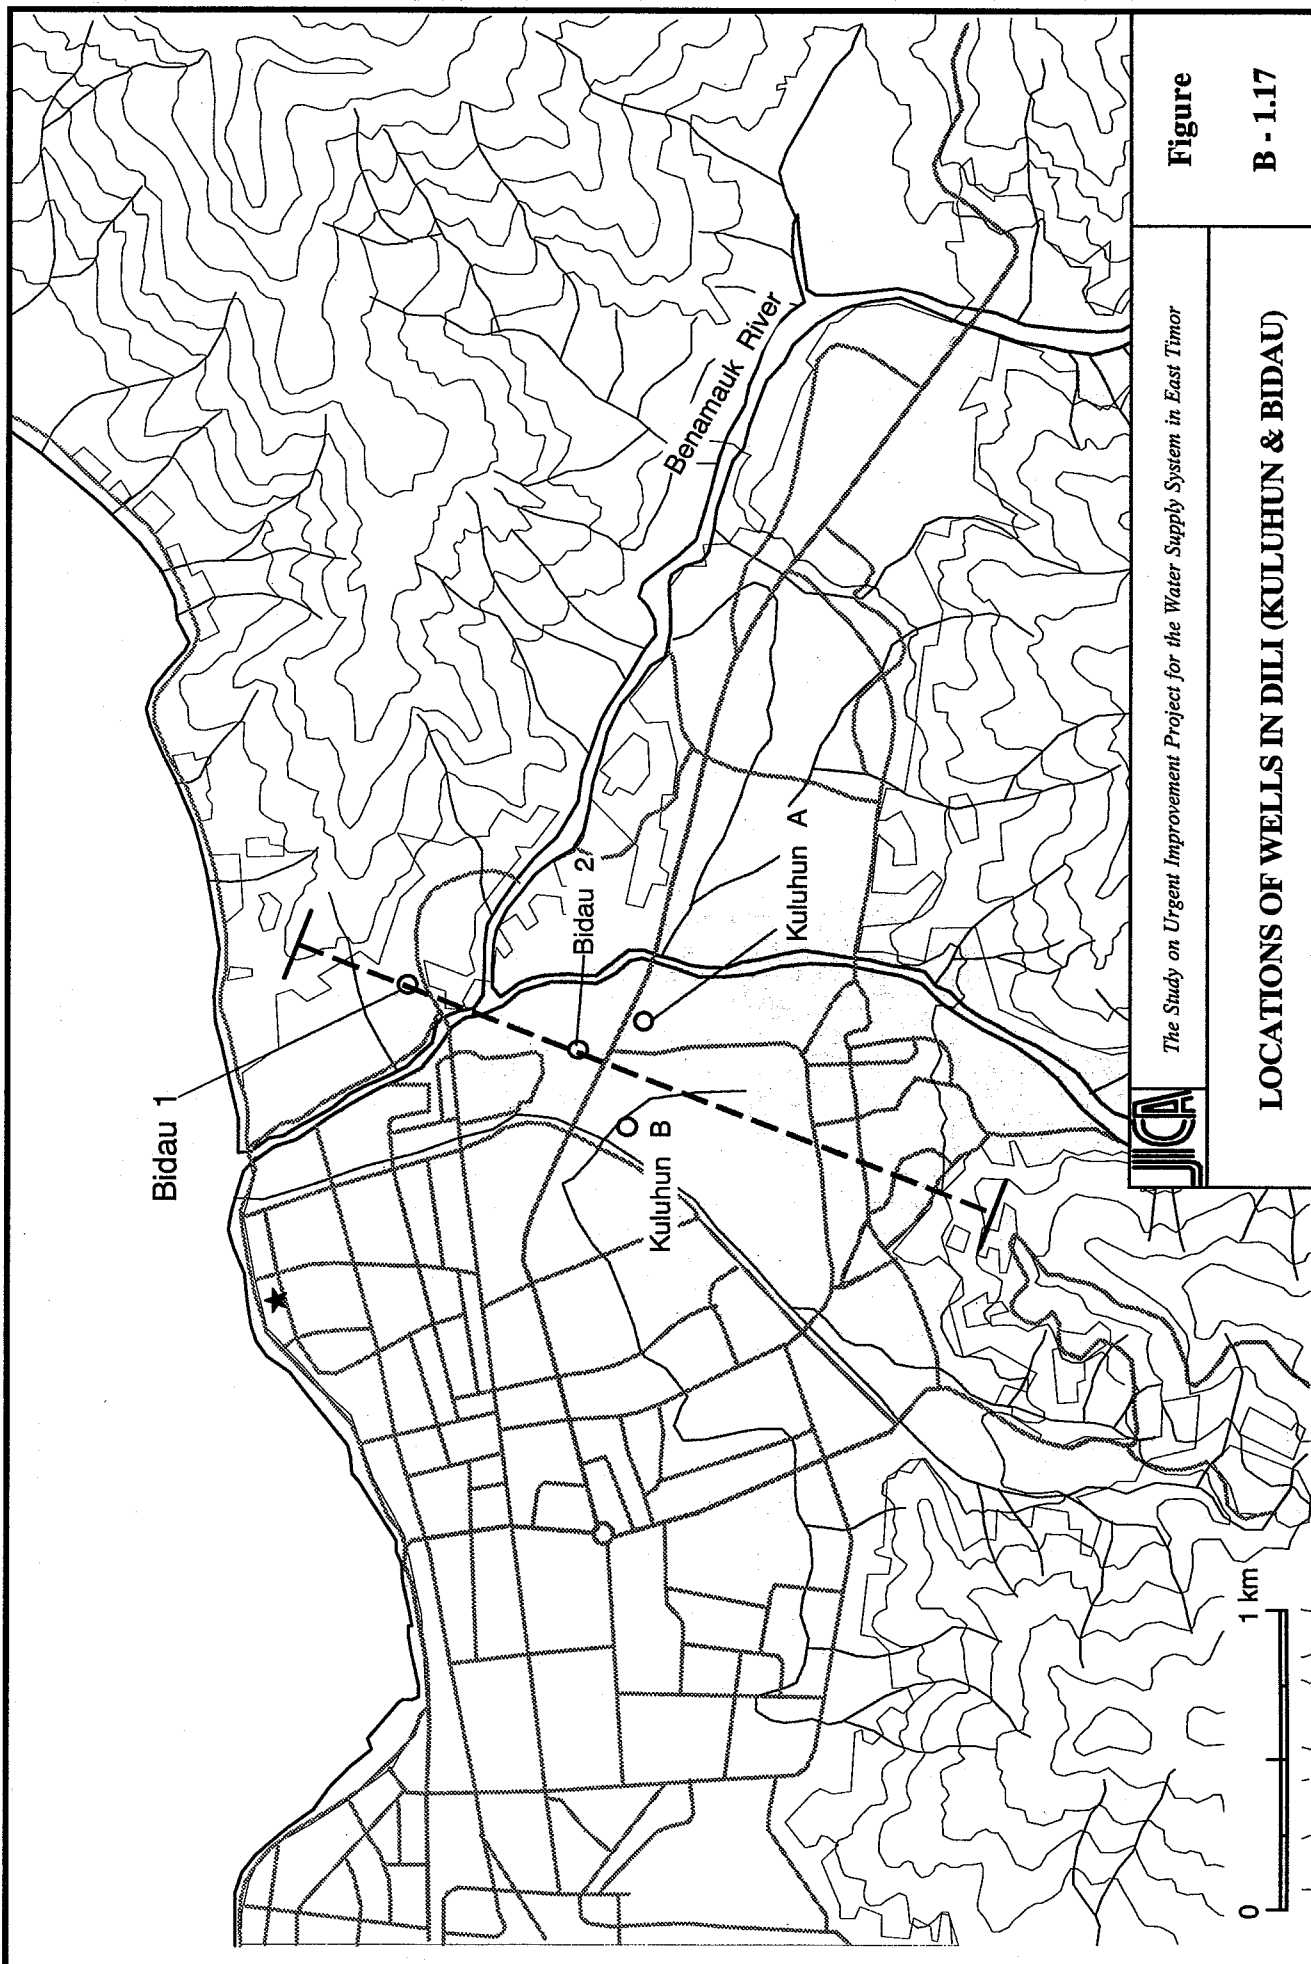 Bidau 1
Bidau 2
Benamauk River
Kuluhun A
Kuluhun B
0
1 km
JICA
The Study on Urgent Improvement Project for the Water Supply System in East Timor
LOCATIONS OF WELLS IN DILI (KULUHUN & BIDAU)
Figure
B - 1.17